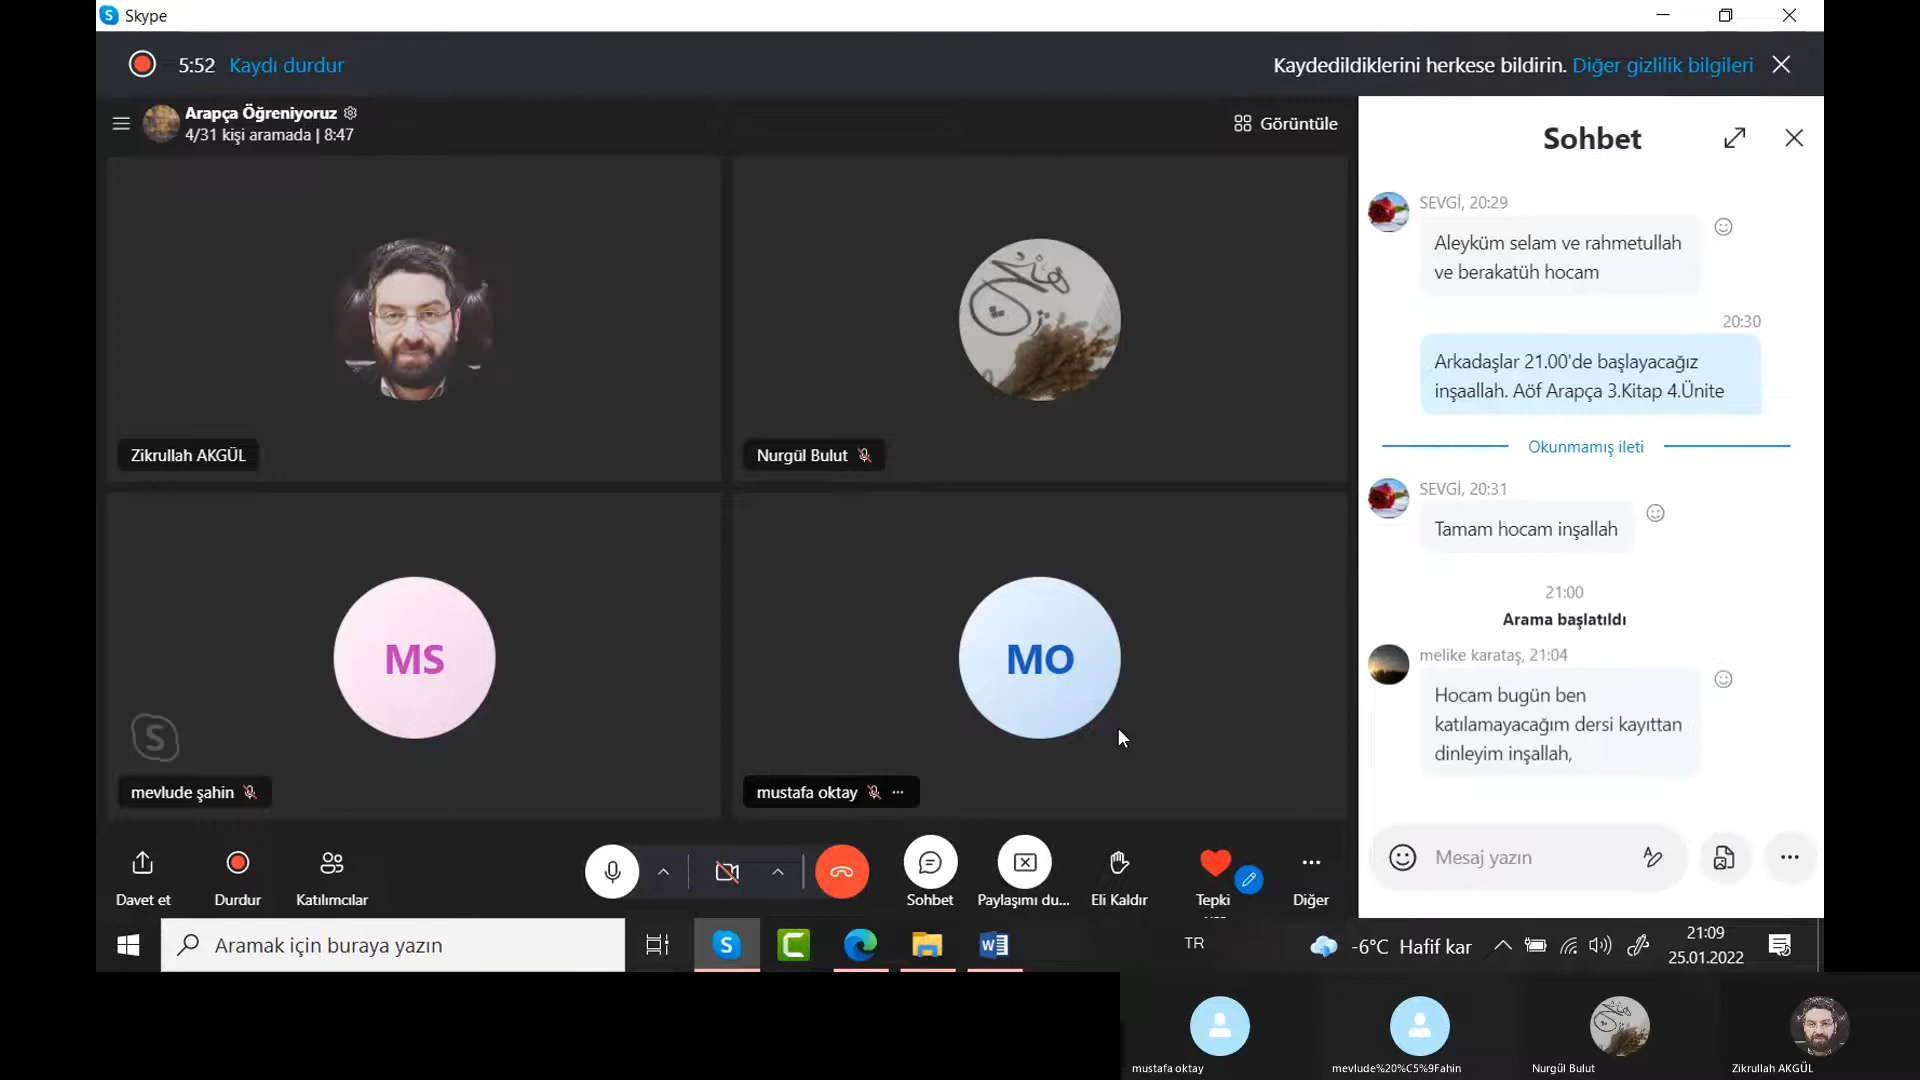 Skype
5:52 Kaydı durdur
Kaydedildiklerini herkese bildirin. Diğer gizlilik bilgileri
Arapça Öğreniyoruz
4/31 kişi aramada | 8:47
Görüntüle
Zikrullah AKGÜL
Nurgül Bulut
MS
mevlude şahin
MO
mustafa oktay
Sohbet
SEVGİ, 20:29
Aleyküm selam ve rahmetullah
ve berakatüh hocam
20:30
Arkadaşlar 21.00'de başlayacağız
inşaallah. Aöf Arapça 3.Kitap 4.Ünite
Okunmamış ileti
SEVGİ, 20:31
Tamam hocam inşallah
21:00
Arama başlatıldı
melike karataş, 21:04
Hocam bugün ben
katılamayacağım dersi kayıttan
dinleyim inşallah,
Mesaj yazın
Davet et
Durdur
Katılımcılar
Sohbet
Paylaşımı du...
Eli Kaldır
Tepki
Diğer
Aramak için buraya yazın
TR
-6°C Hafif kar
21:09
25.01.2022
mustafa oktay
mevlude%20%C5%9Fahin
Nurgül Bulut
Zikrullah AKGÜL